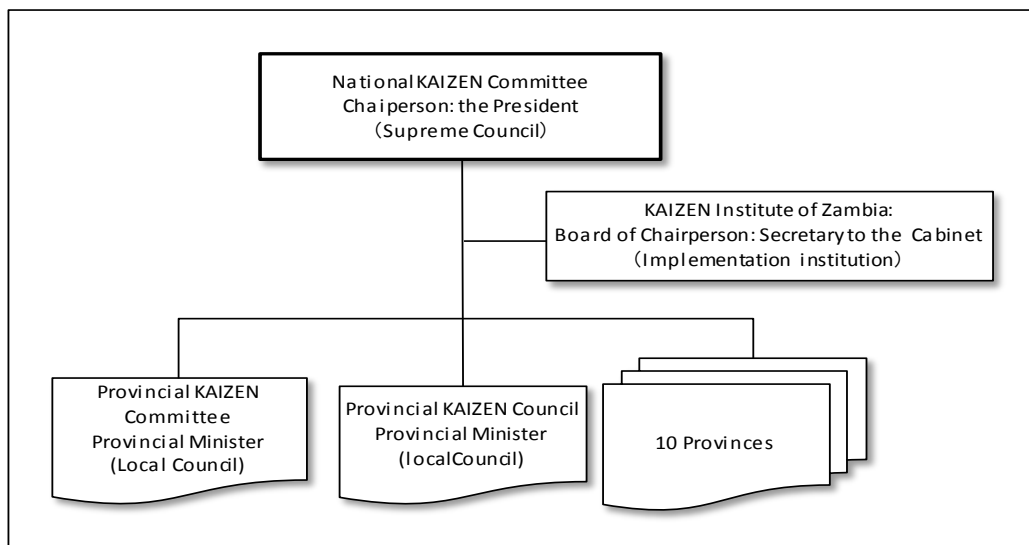 National KAIZEN Committee
Chaiperson: the President
（Supreme Council）
KAIZEN Institute of Zambia:
Board of Chairperson: Secretary to the Cabinet
（Implementation institution）
Provincial KAIZEN
Committee
Provincial Minister
(Local Council)
Provincial KAIZEN Council
Provincial Minister
(localCouncil)
10 Provinces